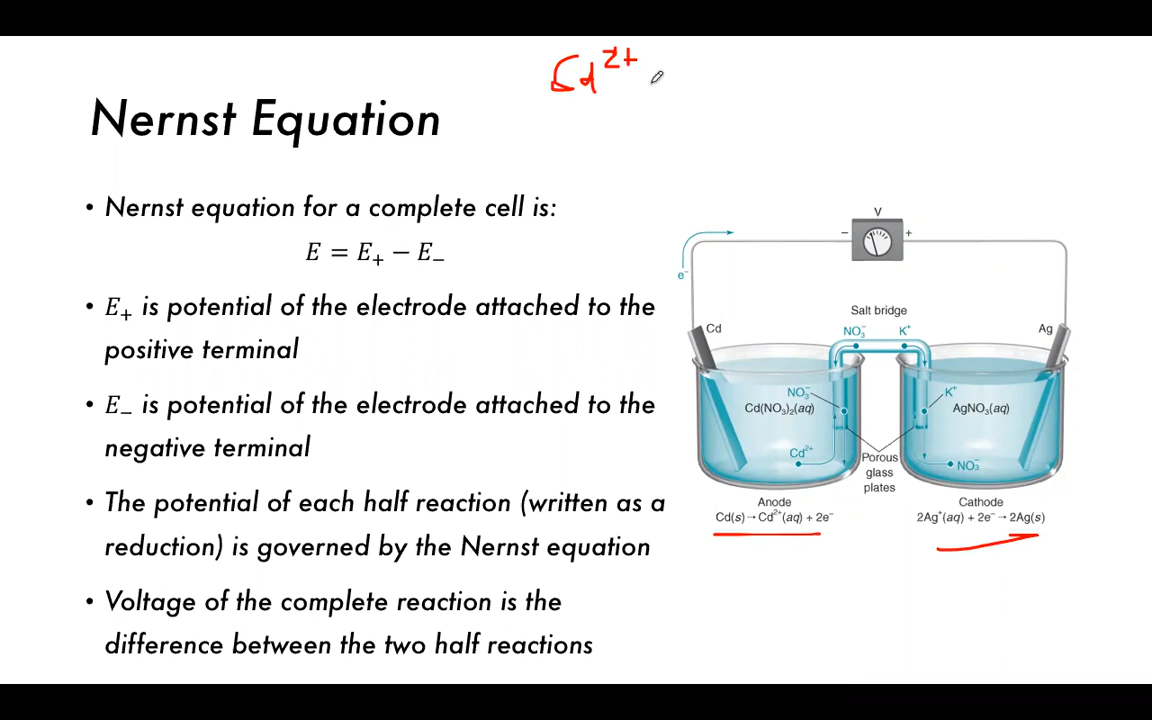 Cd²⁺
Nernst Equation
• Nernst equation for a complete cell is:
E = E₊ − E₋
• E₊ is potential of the electrode attached to the
positive terminal
• E₋ is potential of the electrode attached to the
negative terminal
• The potential of each half reaction (written as a
reduction) is governed by the Nernst equation
• Voltage of the complete reaction is the
difference between the two half reactions
V
− +
e⁻
Salt bridge
Cd NO₃⁻ K⁺ Ag
NO₃⁻ K⁺
Cd(NO₃)₂(aq) AgNO₃(aq)
Cd²⁺ Porous
glass NO₃⁻
plates
Anode Cathode
Cd(s)→Cd²⁺(aq) + 2e⁻ 2Ag⁺(aq) + 2e⁻→2Ag(s)